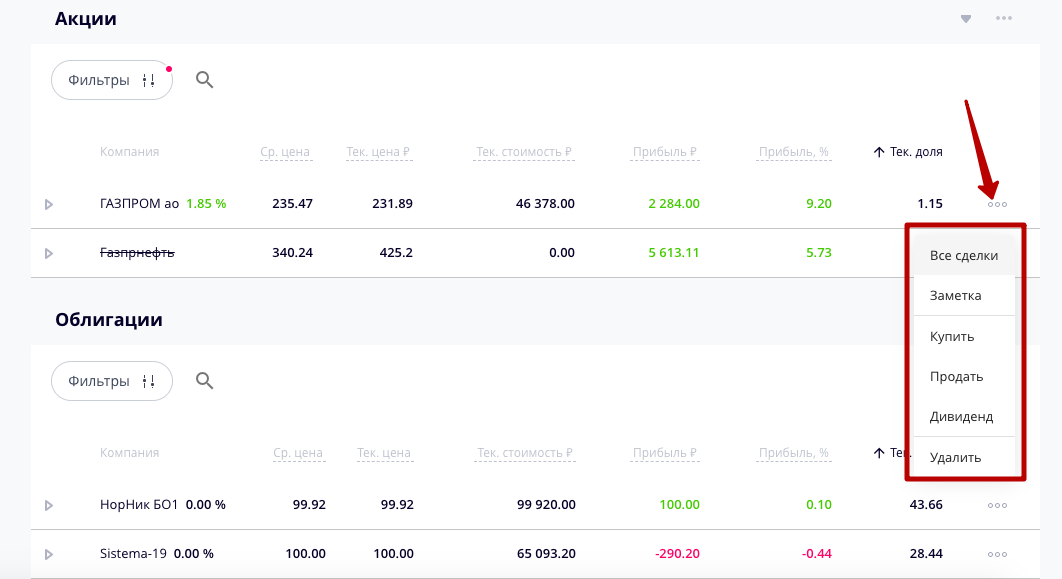 Акции
Фильтры
Компания Ср. цена Тек. цена ₽ Тек. стоимость ₽ Прибыль ₽ Прибыль, % ↑ Тек. доля
ГАЗПРОМ ао 1.85 % 235.47 231.89 46 378.00 2 284.00 9.20 1.15
Газпрнефть 340.24 425.2 0.00 5 613.11 5.73
Все сделки
Заметка
Купить
Продать
Дивиденд
Удалить
Облигации
Фильтры
Компания Ср. цена Тек. цена Тек. стоимость ₽ Прибыль ₽ Прибыль, % ↑ Тек.
НорНик БО1 0.00 % 99.92 99.92 99 920.00 100.00 0.10 43.66
Sistema-19 0.00 % 100.00 100.00 65 093.20 -290.20 -0.44 28.44